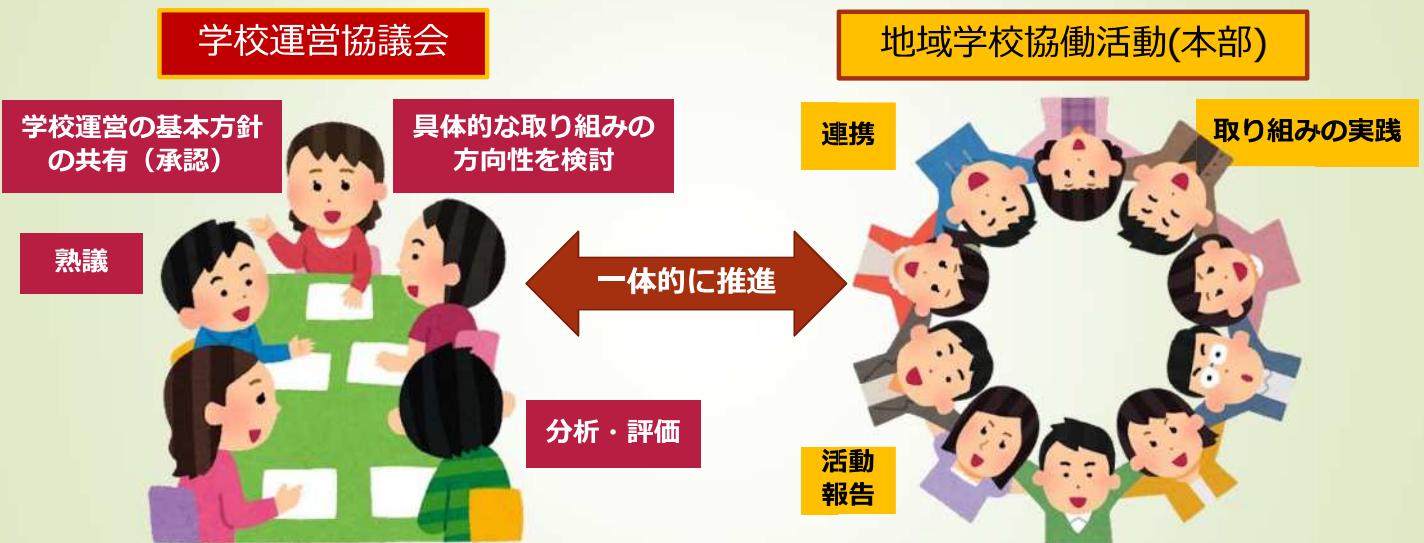 学校運営協議会
学校運営の基本方針
の共有（承認）
具体的な取り組みの
方向性を検討
熟議
分析・評価
一体的に推進
地域学校協働活動(本部)
連携
取り組みの実践
活動
報告